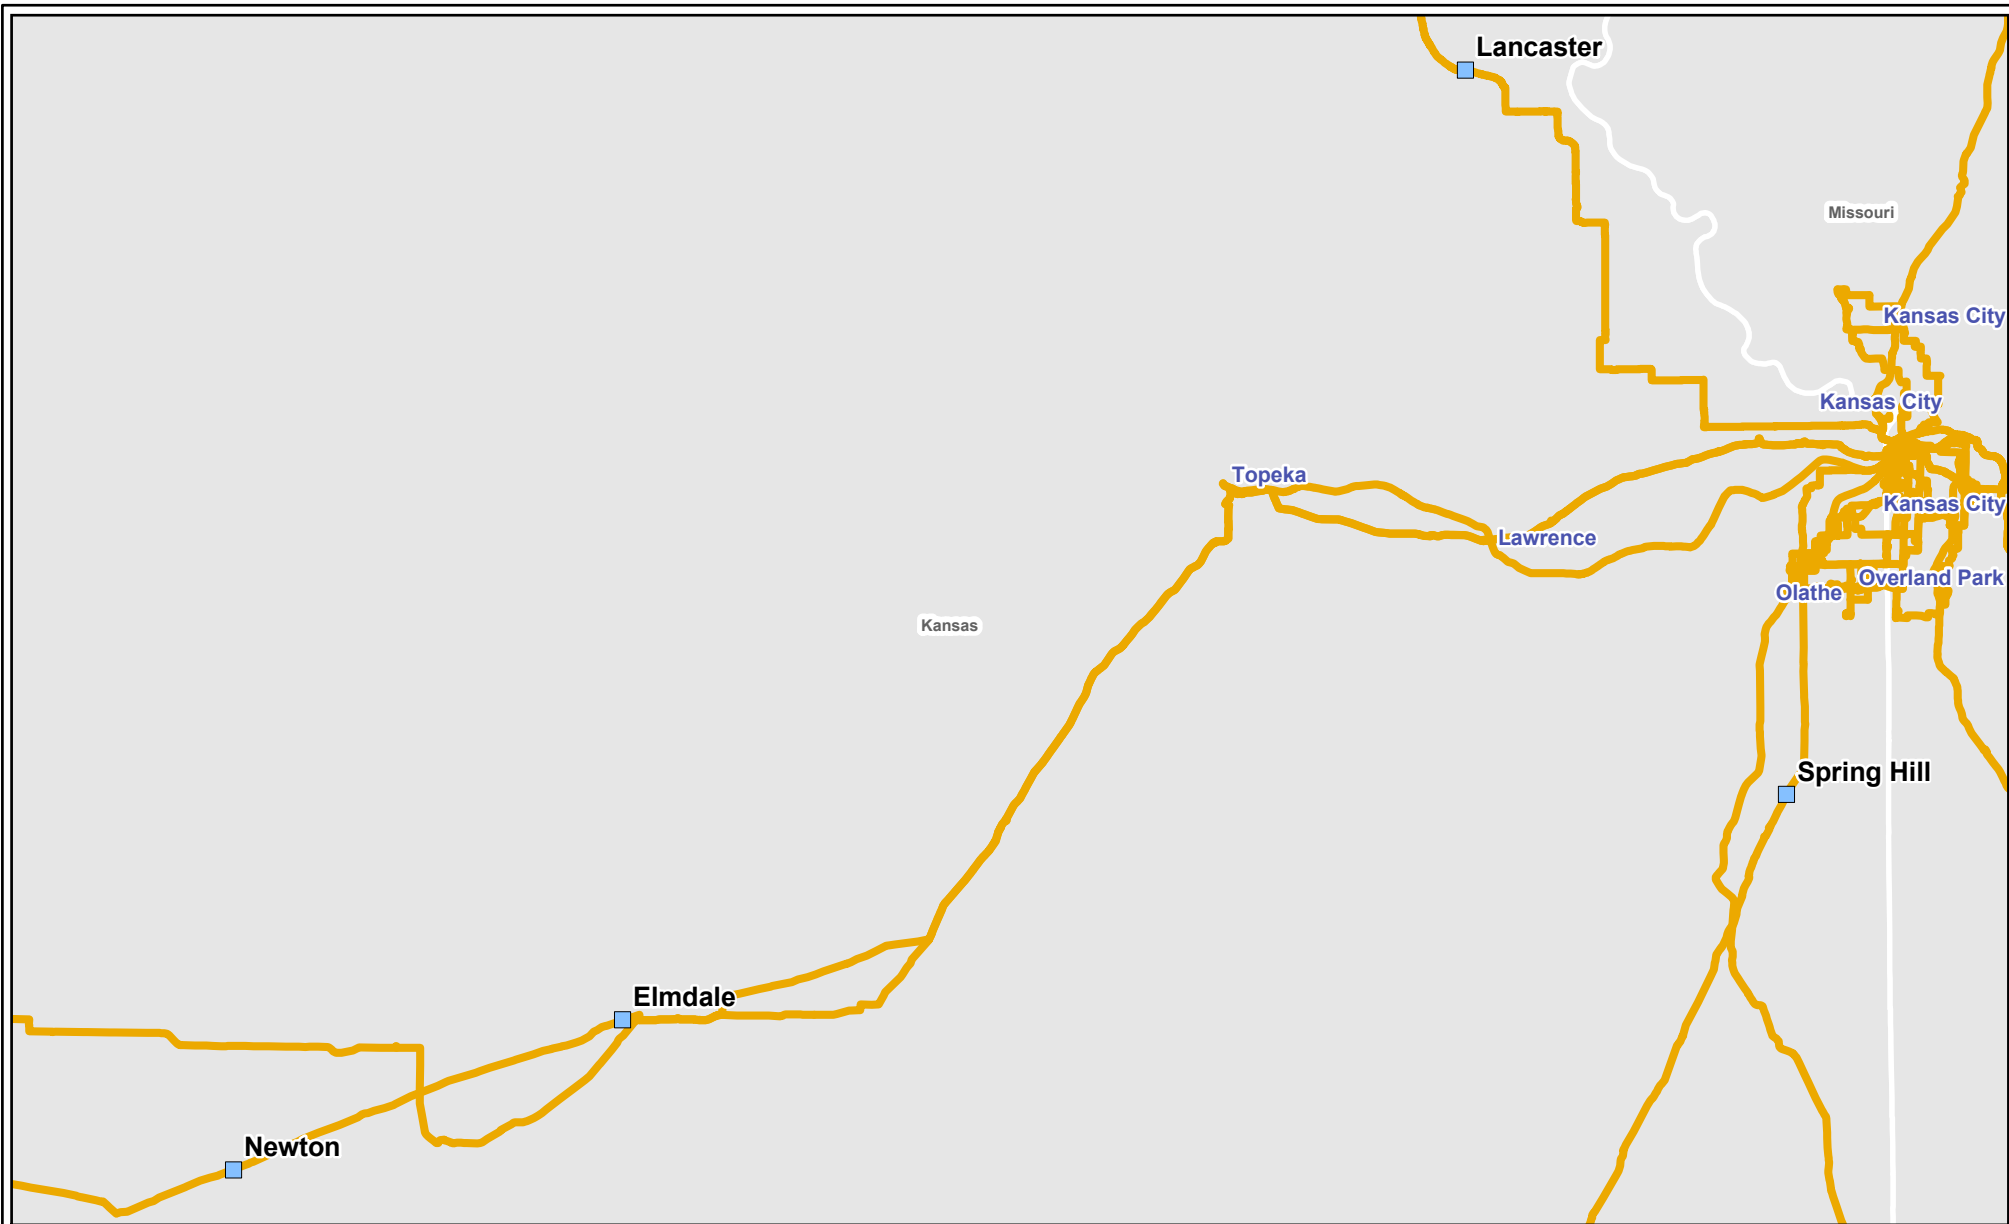 Lancaster
Missouri
Kansas City
Kansas City
Topeka
Kansas City
Lawrence
Overland Park
Olathe
Kansas
Spring Hill
Elmdale
Newton